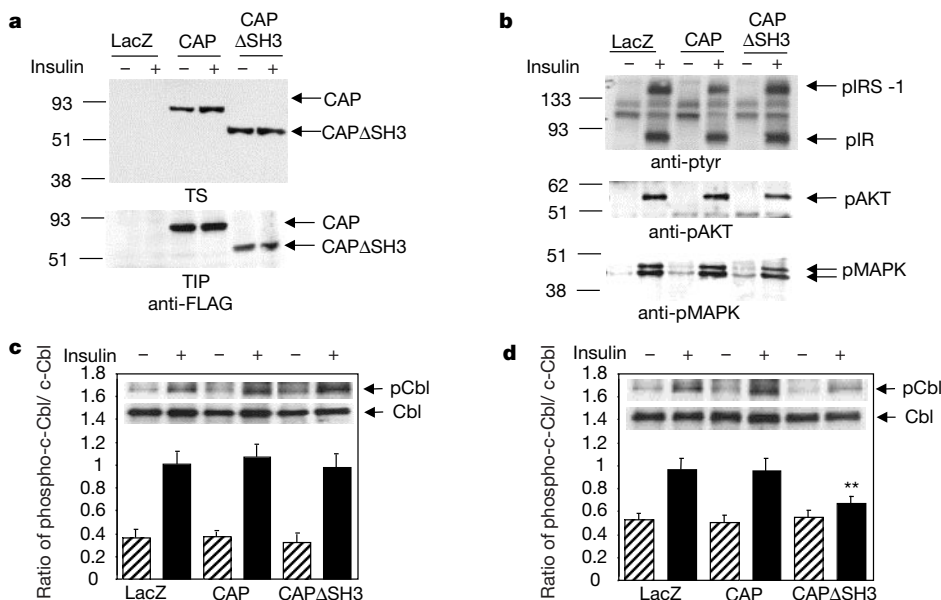 a
LacZ CAP CAP ΔSH3
Insulin – + – + – +
93
51
38
CAP
CAPΔSH3
TS
93
51
CAP
CAPΔSH3
TIP
anti-FLAG
b
LacZ CAP CAP ΔSH3
Insulin – + – + – +
133
93
pIRS -1
pIR
anti-ptyr
62
51
pAKT
anti-pAKT
51
38
pMAPK
anti-pMAPK
c
Insulin – + – + – +
pCbl
Cbl
Ratio of phospho-c-Cbl/ c-Cbl
1.8
1.6
1.4
1.2
1
0.8
0.6
0.4
0.2
0
LacZ CAP CAPΔSH3
d
Insulin – + – + – +
pCbl
Cbl
Ratio of phospho-c-Cbl/ c-Cbl
1.8
1.6
1.4
1.2
1
0.8
0.6
0.4
0.2
0
**
LacZ CAP CAPΔSH3